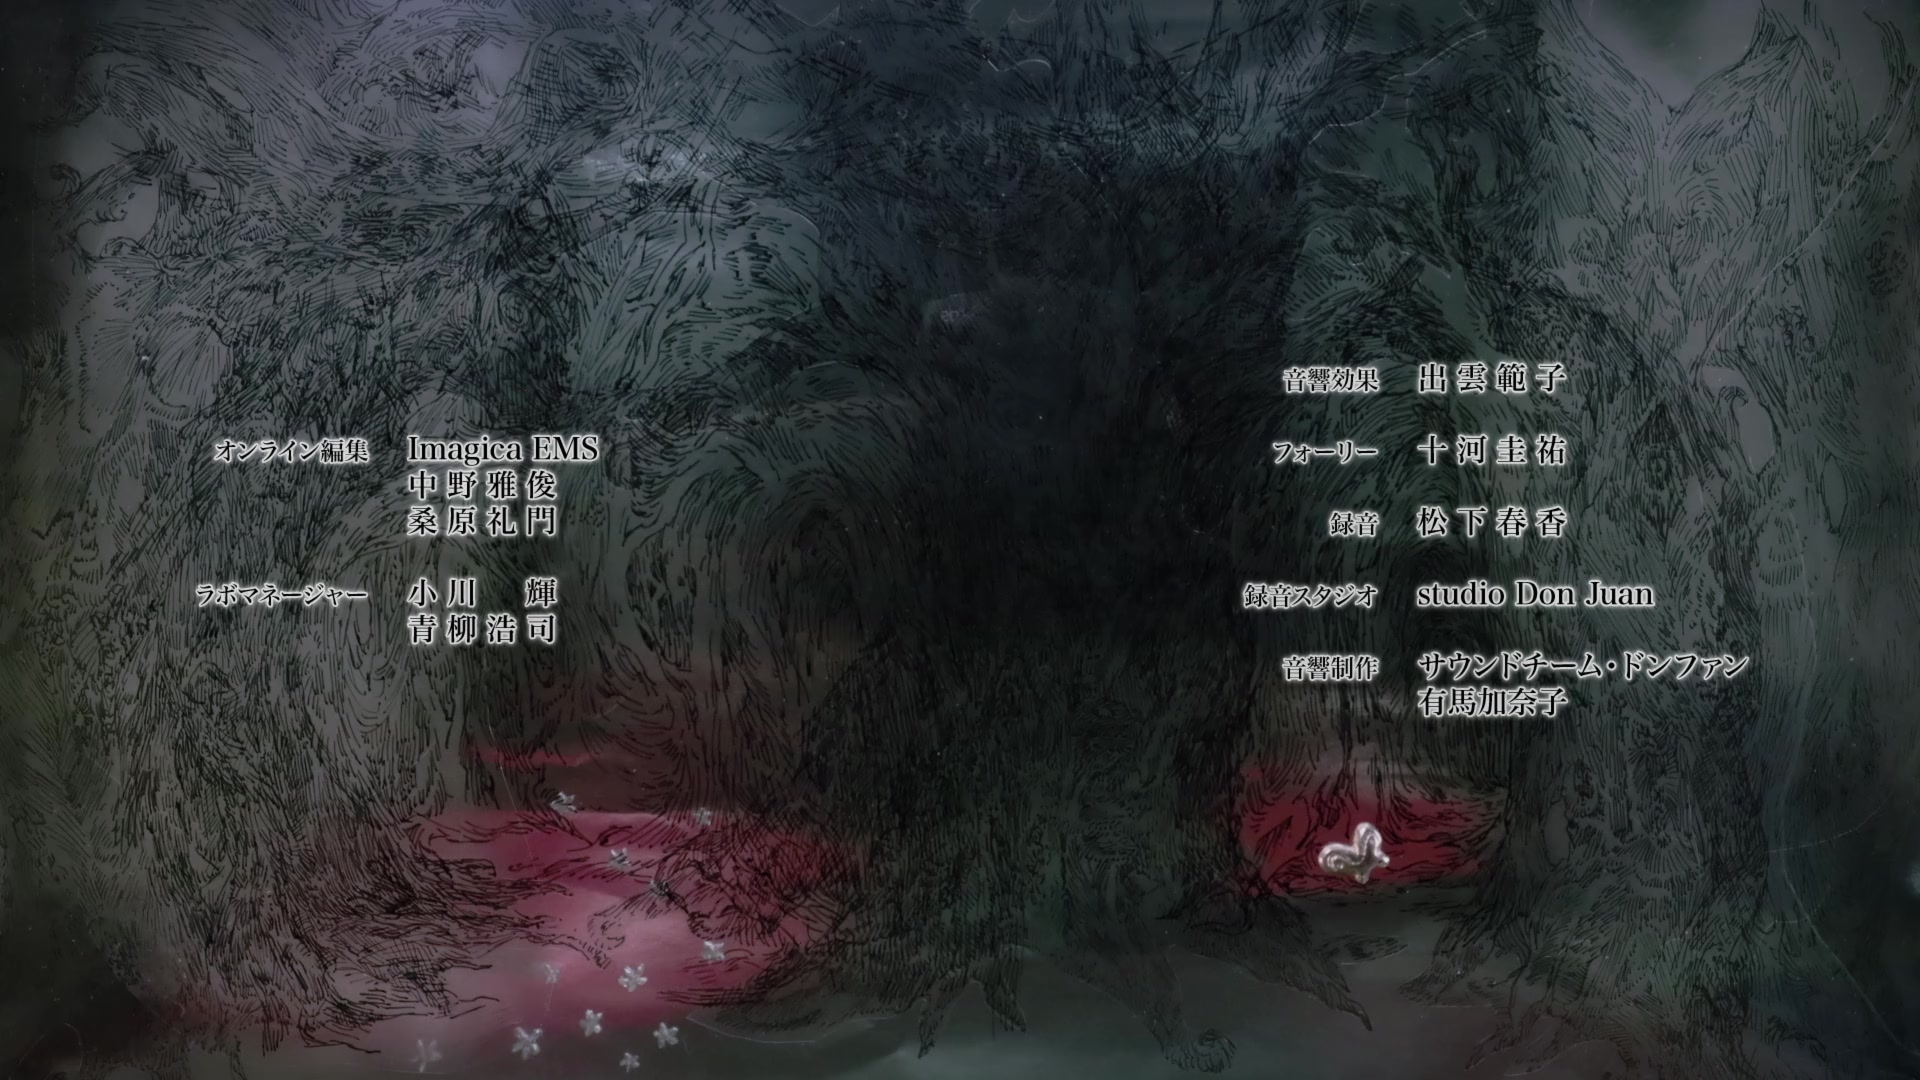 オンライン編集 Imagica EMS
中野雅俊
桑原礼門
ラボマネージャー 小川 輝
青柳浩司
音響効果 出雲範子
フォーリー 十河圭祐
録音 松下春香
録音スタジオ studio Don Juan
音響制作 サウンドチーム・ドンファン
有馬加奈子